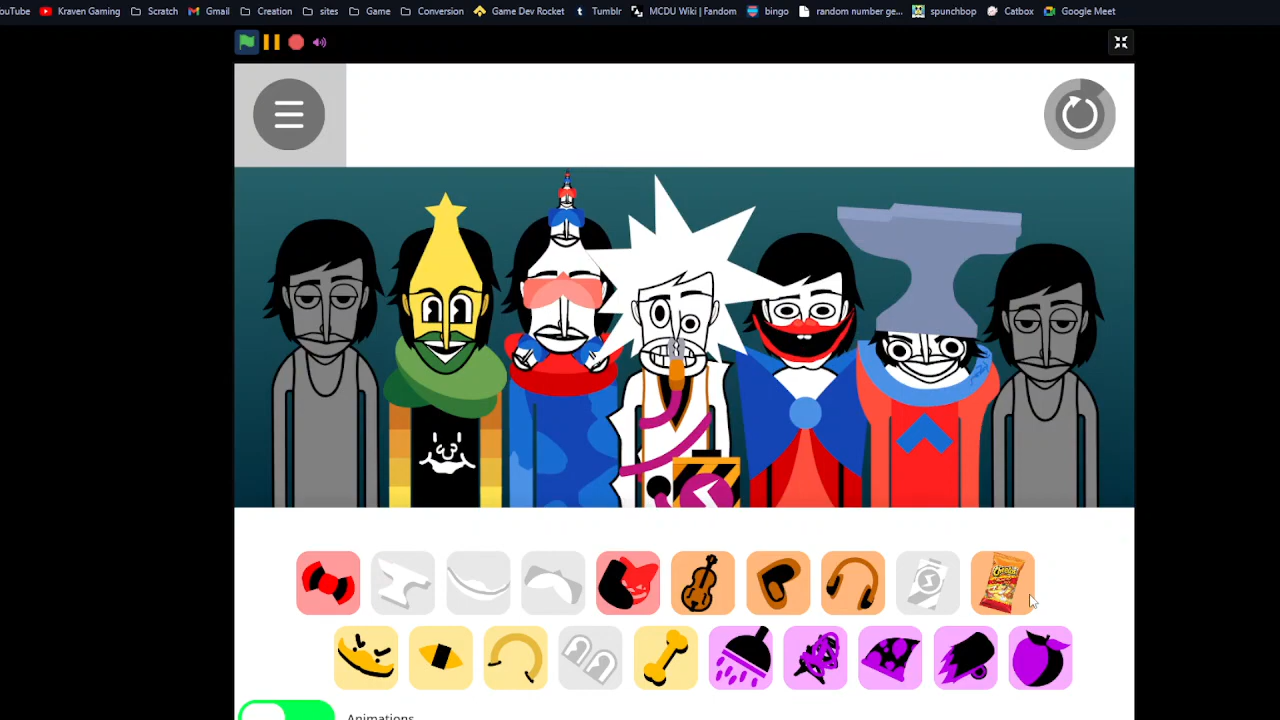 ouTube Kraven Gaming Scratch Gmail Creation sites Game Conversion Game Dev Rocket Tumblr MCDU Wiki | Fandom bingo random number ge... spunchbop Catbox Google Meet
Animations